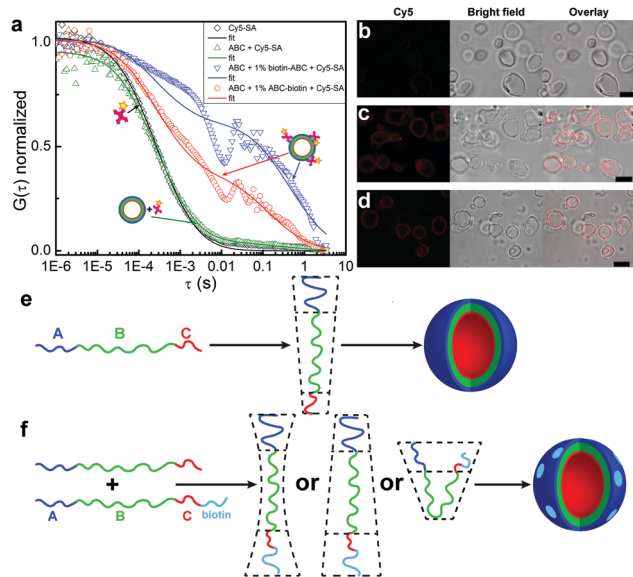 a
G(τ) normalized
1.0
0.5
0.0
Cy5-SA
fit
ABC + Cy5-SA
fit
ABC + 1% biotin-ABC + Cy5-SA
fit
ABC + 1% ABC-biotin + Cy5-SA
fit
+
1E-6 1E-5 1E-4 1E-3 0.01 0.1 1 10
τ (s)
Cy5 Bright field Overlay
b
c
d
e
A B C
f
+
A B C
biotin
or or